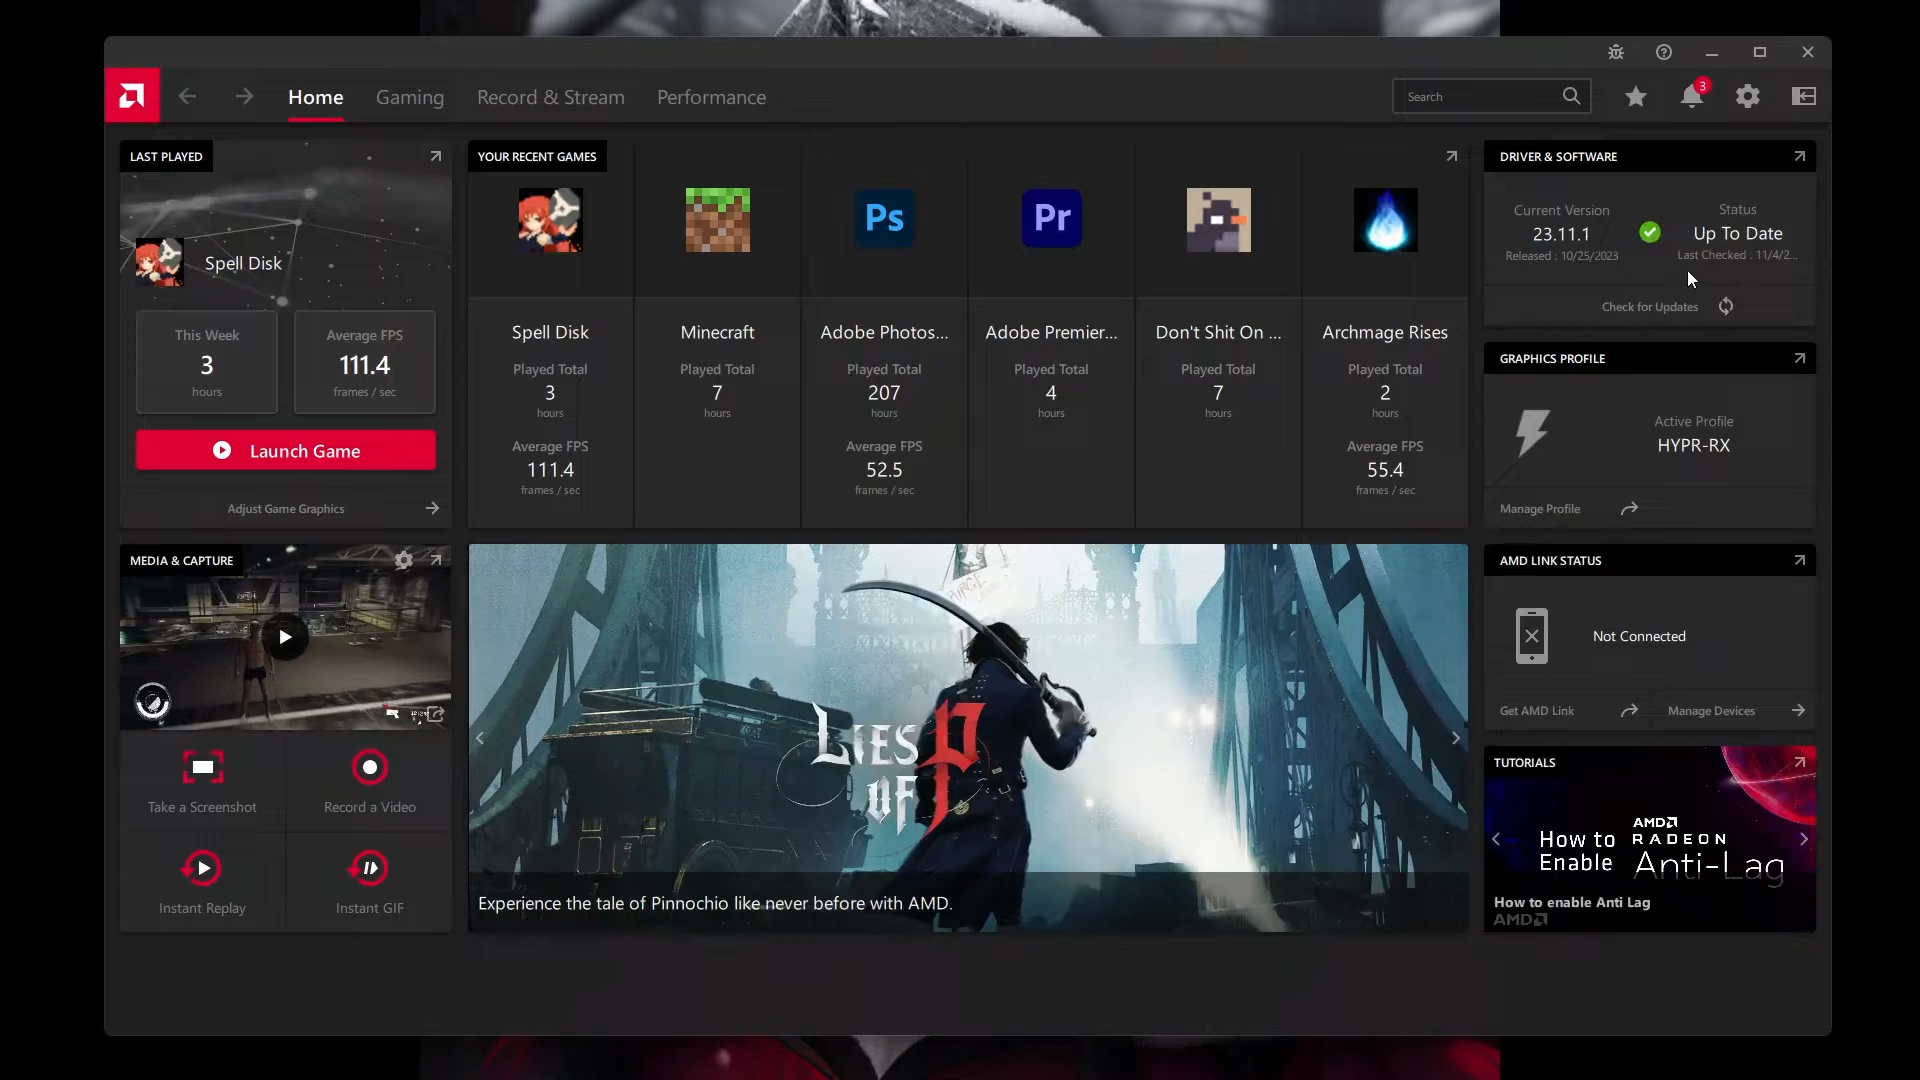 Home
Gaming
Record & Stream
Performance
Search
3
LAST PLAYED
Spell Disk
This Week
3
hours
Average FPS
111.4
frames / sec
Launch Game
Adjust Game Graphics
YOUR RECENT GAMES
Spell Disk
Played Total
3
hours
Average FPS
111.4
frames / sec
Minecraft
Played Total
7
hours
Ps
Adobe Photos...
Played Total
207
hours
Average FPS
52.5
frames / sec
Pr
Adobe Premier...
Played Total
4
hours
Don't Shit On ...
Played Total
7
hours
Archmage Rises
Played Total
2
hours
Average FPS
55.4
frames / sec
DRIVER & SOFTWARE
Current Version
23.11.1
Released : 10/25/2023
Status
Up To Date
Last Checked : 11/4/2...
Check for Updates
GRAPHICS PROFILE
Active Profile
HYPR-RX
Manage Profile
MEDIA & CAPTURE
Take a Screenshot
Record a Video
Instant Replay
Instant GIF
PURGE
LIES
OF P
Experience the tale of Pinnochio like never before with AMD.
AMD LINK STATUS
Not Connected
Get AMD Link
Manage Devices
TUTORIALS
How to
Enable
AMD
RADEON
Anti-Lag
How to enable Anti Lag
AMD